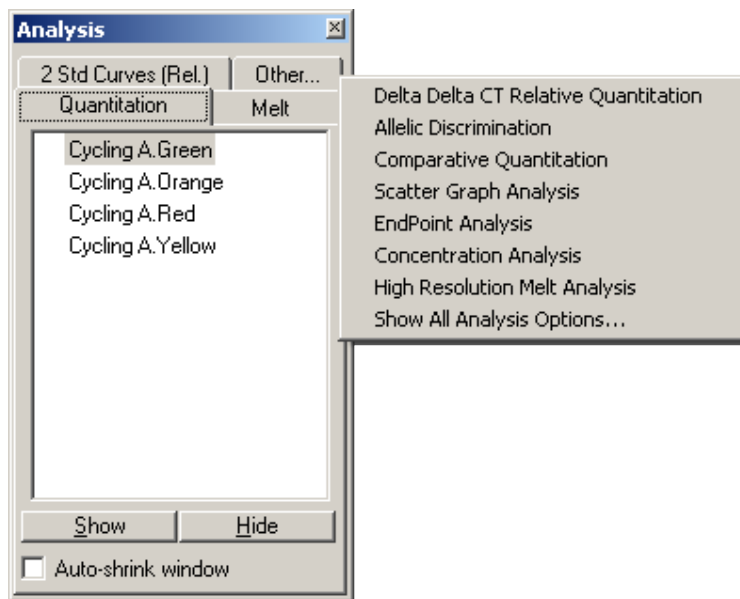 Analysis
2 Std Curves (Rel.)
Other...
Quantitation
Melt
Cycling A.Green
Cycling A.Orange
Cycling A.Red
Cycling A.Yellow
Show
Hide
Auto-shrink window
Delta Delta CT Relative Quantitation
Allelic Discrimination
Comparative Quantitation
Scatter Graph Analysis
EndPoint Analysis
Concentration Analysis
High Resolution Melt Analysis
Show All Analysis Options...